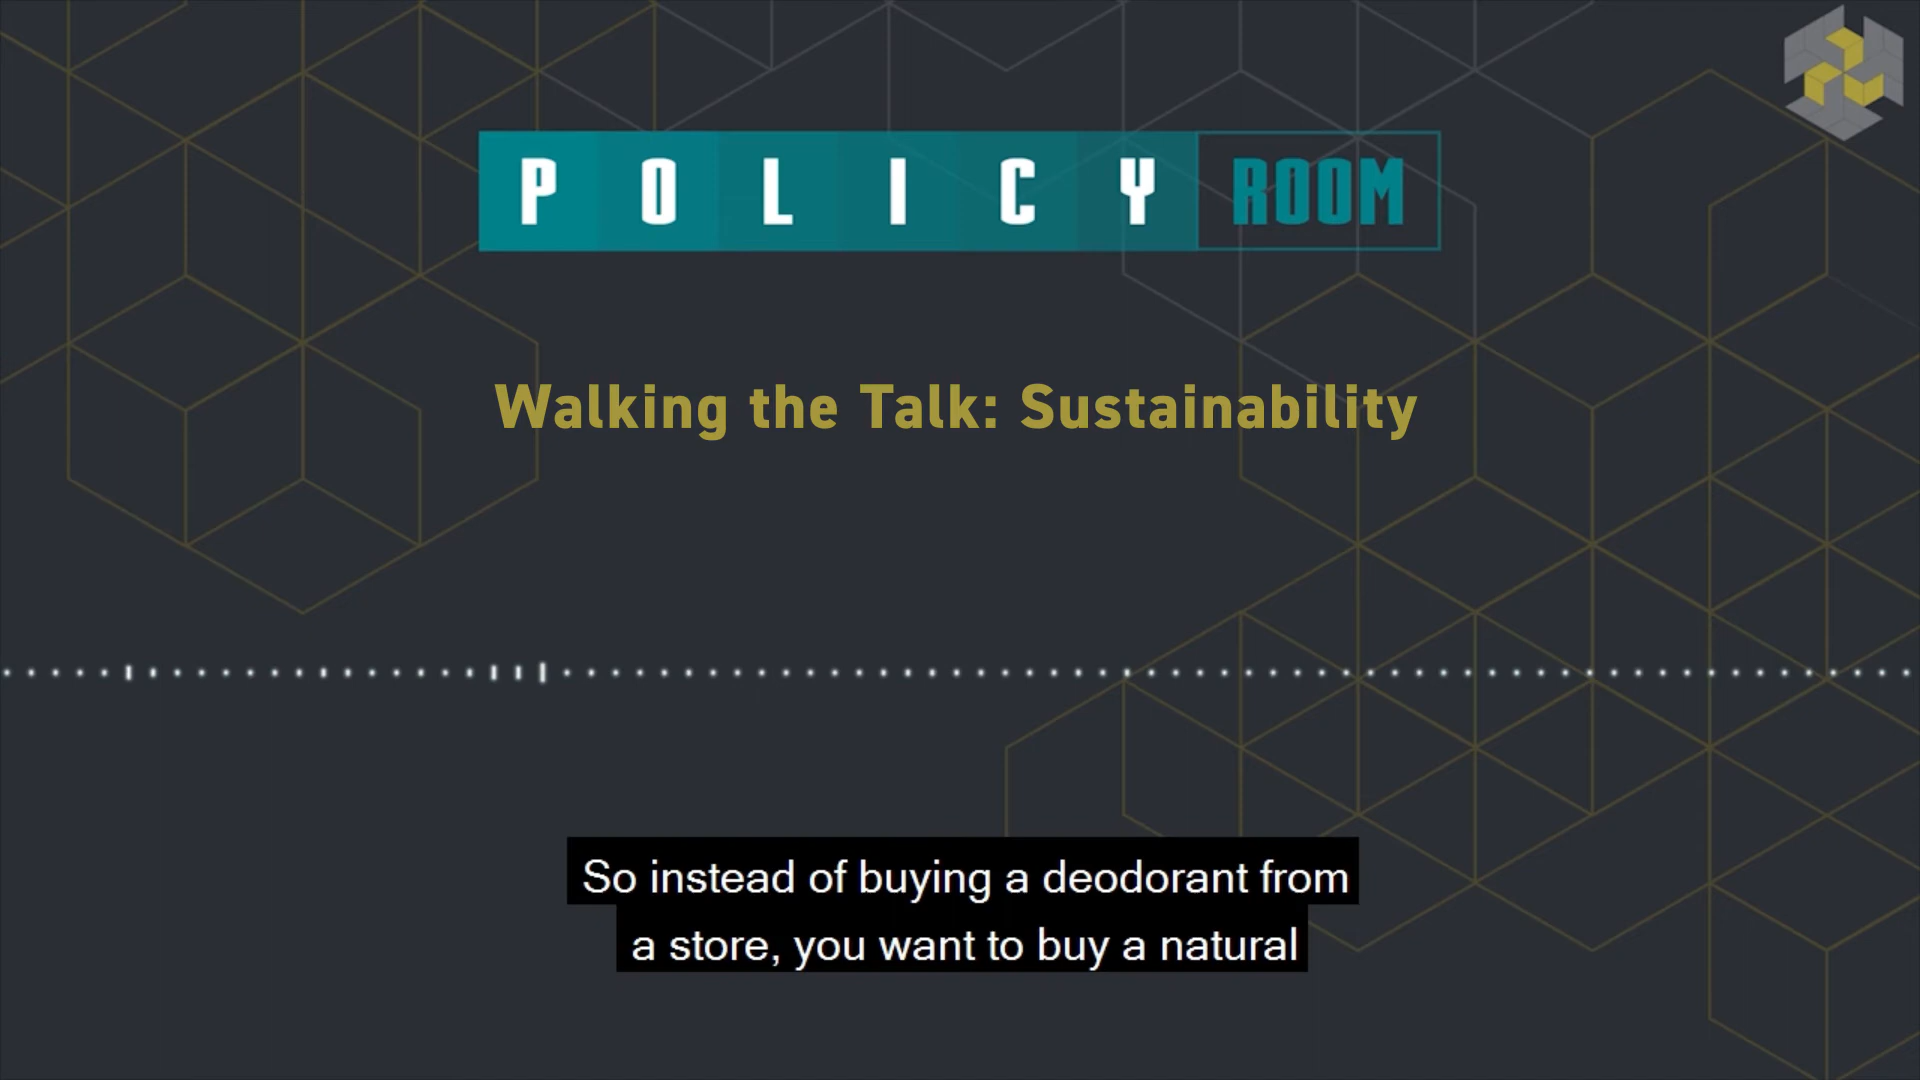 POLICY ROOM
Walking the Talk: Sustainability
So instead of buying a deodorant from
a store, you want to buy a natural